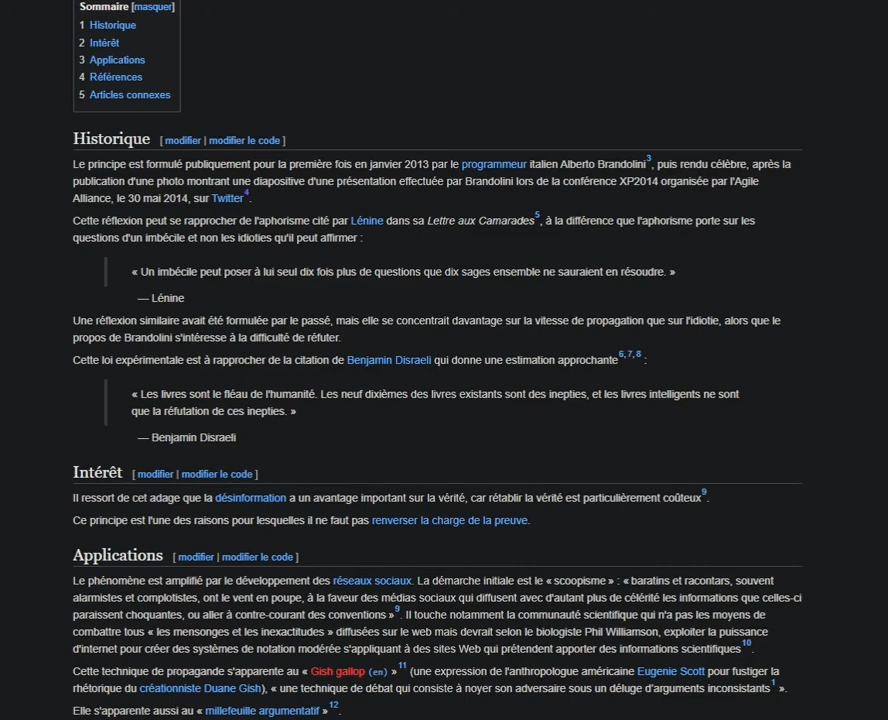 Sommaire [masquer]
1 Historique
2 Intérêt
3 Applications
4 Références
5 Articles connexes
Historique [ modifier | modifier le code ]
Le principe est formulé publiquement pour la première fois en janvier 2013 par le programmeur italien Alberto Brandolini3, puis rendu célèbre, après la
publication d'une photo montrant une diapositive d'une présentation effectuée par Brandolini lors de la conférence XP2014 organisée par l'Agile
Alliance, le 30 mai 2014, sur Twitter4.
Cette réflexion peut se rapprocher de l'aphorisme cité par Lénine dans sa Lettre aux Camarades5, à la différence que l'aphorisme porte sur les
questions d'un imbécile et non les idioties qu'il peut affirmer :
« Un imbécile peut poser à lui seul dix fois plus de questions que dix sages ensemble ne sauraient en résoudre. »
— Lénine
Une réflexion similaire avait été formulée par le passé, mais elle se concentrait davantage sur la vitesse de propagation que sur l'idiotie, alors que le
propos de Brandolini s'intéresse à la difficulté de réfuter.
Cette loi expérimentale est à rapprocher de la citation de Benjamin Disraeli qui donne une estimation approchante6,7,8 :
« Les livres sont le fléau de l'humanité. Les neuf dixièmes des livres existants sont des inepties, et les livres intelligents ne sont
que la réfutation de ces inepties. »
— Benjamin Disraeli
Intérêt [ modifier | modifier le code ]
Il ressort de cet adage que la désinformation a un avantage important sur la vérité, car rétablir la vérité est particulièrement coûteux9.
Ce principe est l'une des raisons pour lesquelles il ne faut pas renverser la charge de la preuve.
Applications [ modifier | modifier le code ]
Le phénomène est amplifié par le développement des réseaux sociaux. La démarche initiale est le « scoopisme » : « baratins et racontars, souvent
alarmistes et complotistes, ont le vent en poupe, à la faveur des médias sociaux qui diffusent avec d'autant plus de célérité les informations que celles-ci
paraissent choquantes, ou aller à contre-courant des conventions »9. Il touche notamment la communauté scientifique qui n'a pas les moyens de
combattre tous « les mensonges et les inexactitudes » diffusées sur le web mais devrait selon le biologiste Phil Williamson, exploiter la puissance
d'internet pour créer des systèmes de notation modérée s'appliquant à des sites Web qui prétendent apporter des informations scientifiques10.
Cette technique de propagande s'apparente au « Gish gallop (en) »11 (une expression de l'anthropologue américaine Eugenie Scott pour fustiger la
rhétorique du créationniste Duane Gish), « une technique de débat qui consiste à noyer son adversaire sous un déluge d'arguments inconsistants1 ».
Elle s'apparente aussi au « millefeuille argumentatif »12.